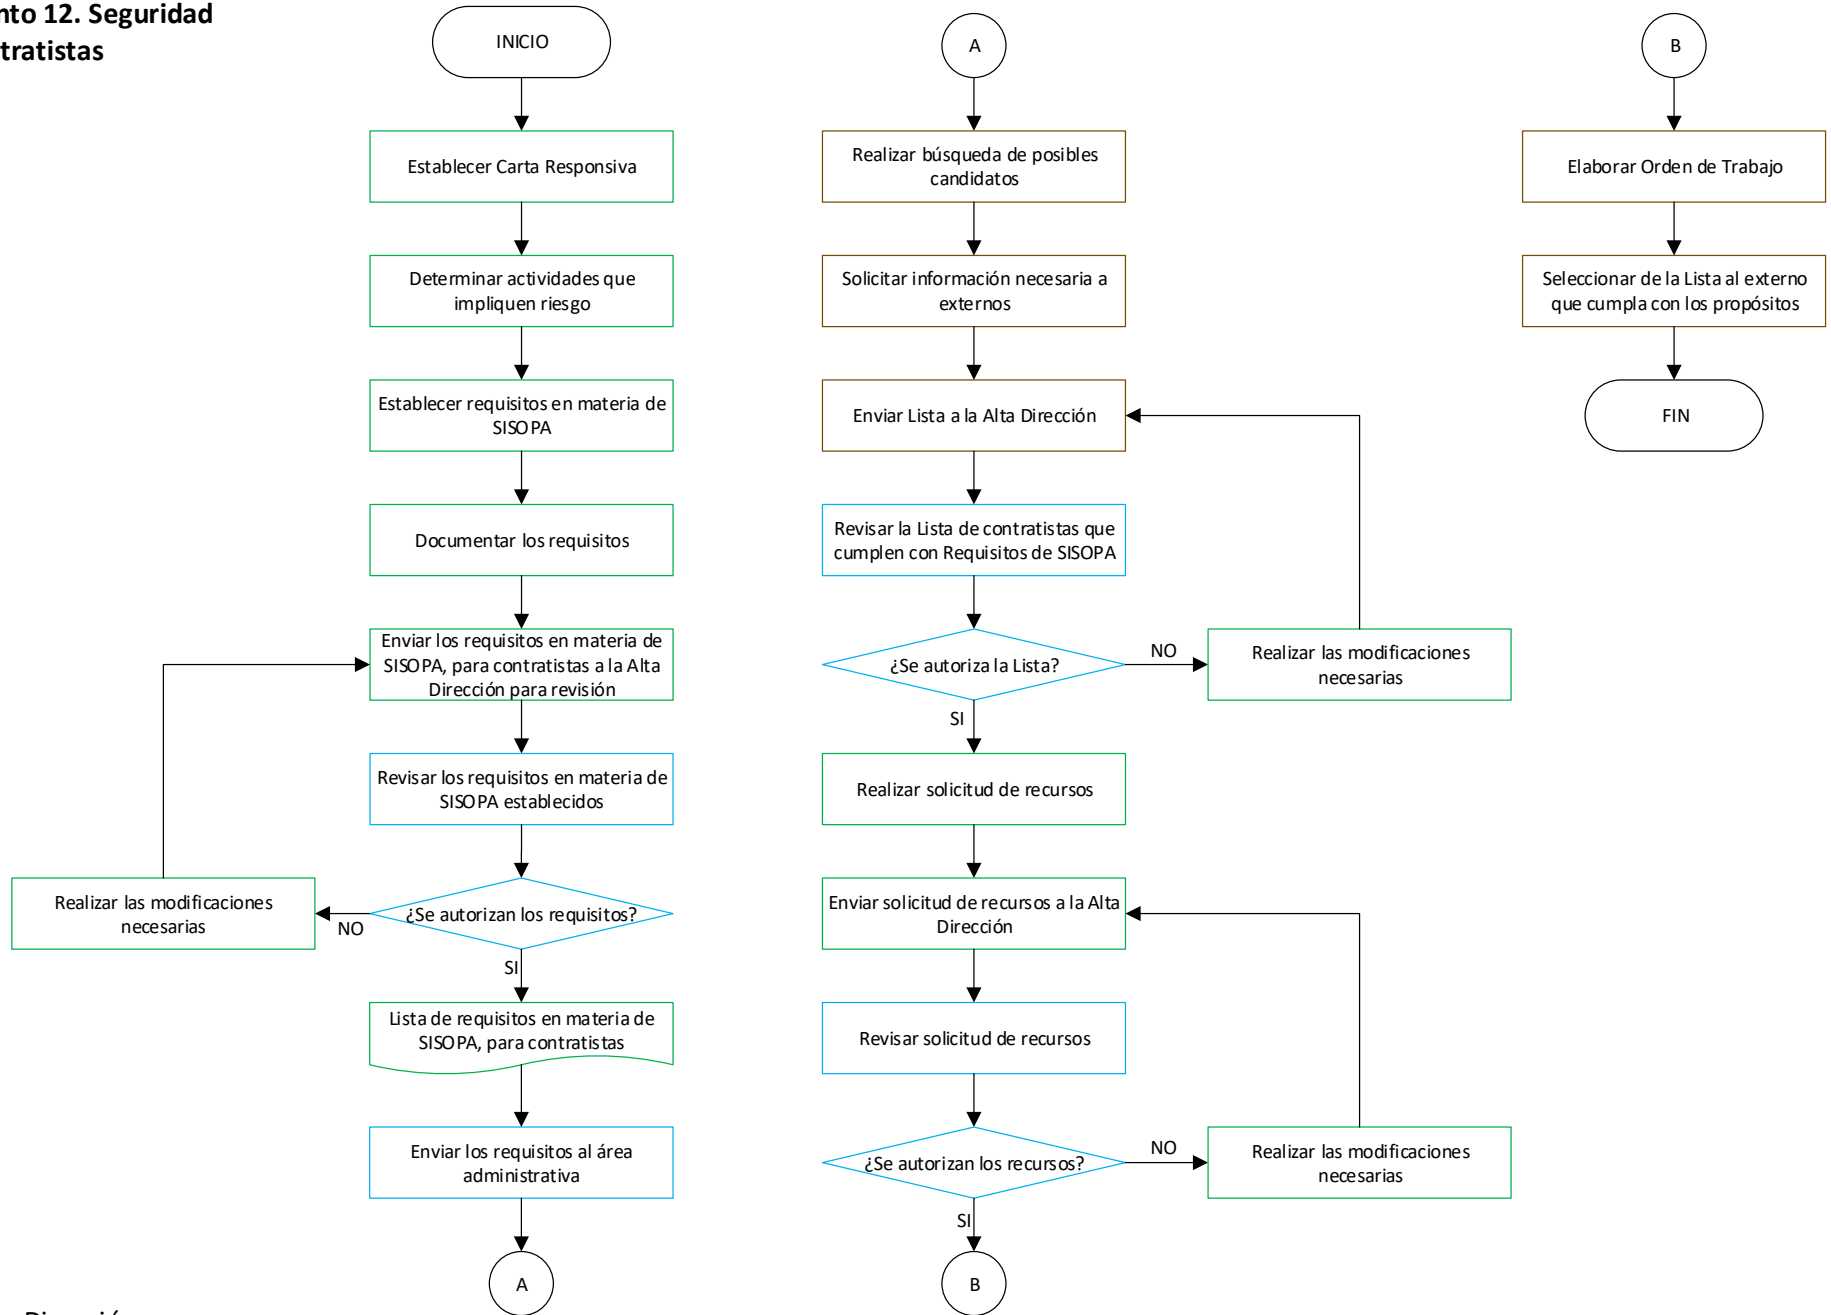 nto 12. Seguridad
tratistas
INICIO
Establecer Carta Responsiva
Determinar actividades que
impliquen riesgo
Establecer requisitos en materia de
SISOPA
Documentar los requisitos
Enviar los requisitos en materia de
SISOPA, para contratistas a la Alta
Dirección para revisión
Revisar los requisitos en materia de
SISOPA establecidos
¿Se autorizan los requisitos?
NO
Realizar las modificaciones
necesarias
SI
Lista de requisitos en materia de
SISOPA, para contratistas
Enviar los requisitos al área
administrativa
A
A
Realizar búsqueda de posibles
candidatos
Solicitar información necesaria a
externos
Enviar Lista a la Alta Dirección
Revisar la Lista de contratistas que
cumplen con Requisitos de SISOPA
¿Se autoriza la Lista?
NO
Realizar las modificaciones
necesarias
SI
Realizar solicitud de recursos
Enviar solicitud de recursos a la Alta
Dirección
Revisar solicitud de recursos
¿Se autorizan los recursos?
NO
Realizar las modificaciones
necesarias
SI
B
B
Elaborar Orden de Trabajo
Seleccionar de la Lista al externo
que cumpla con los propósitos
FIN